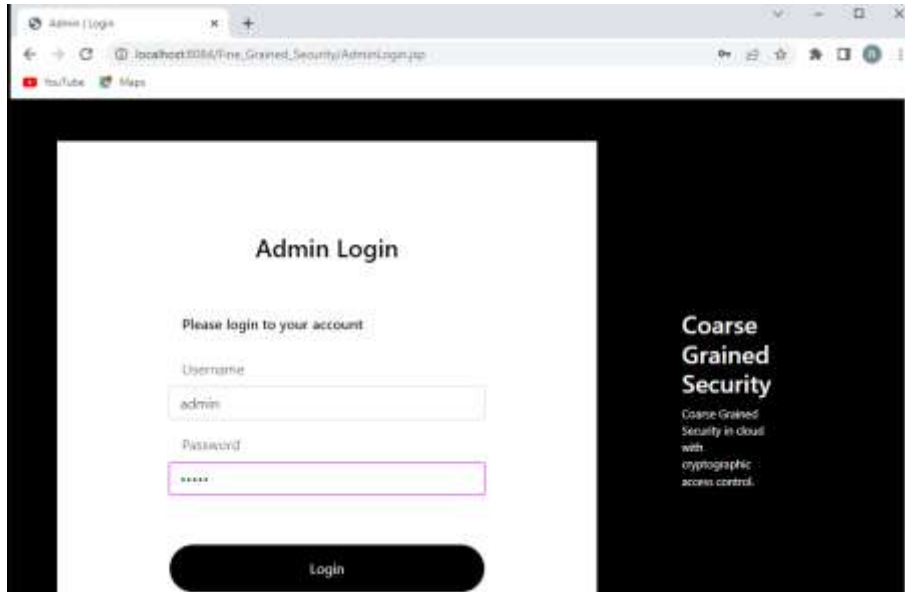 Admin | Login
localhost:8084/Fine_Grained_Security/AdminLogin.jsp
YouTube Maps
Admin Login
Please login to your account
Username
admin
Password
•••••
Login
Coarse
Grained
Security
Coarse Grained
Security in cloud
with
cryptographic
access control.